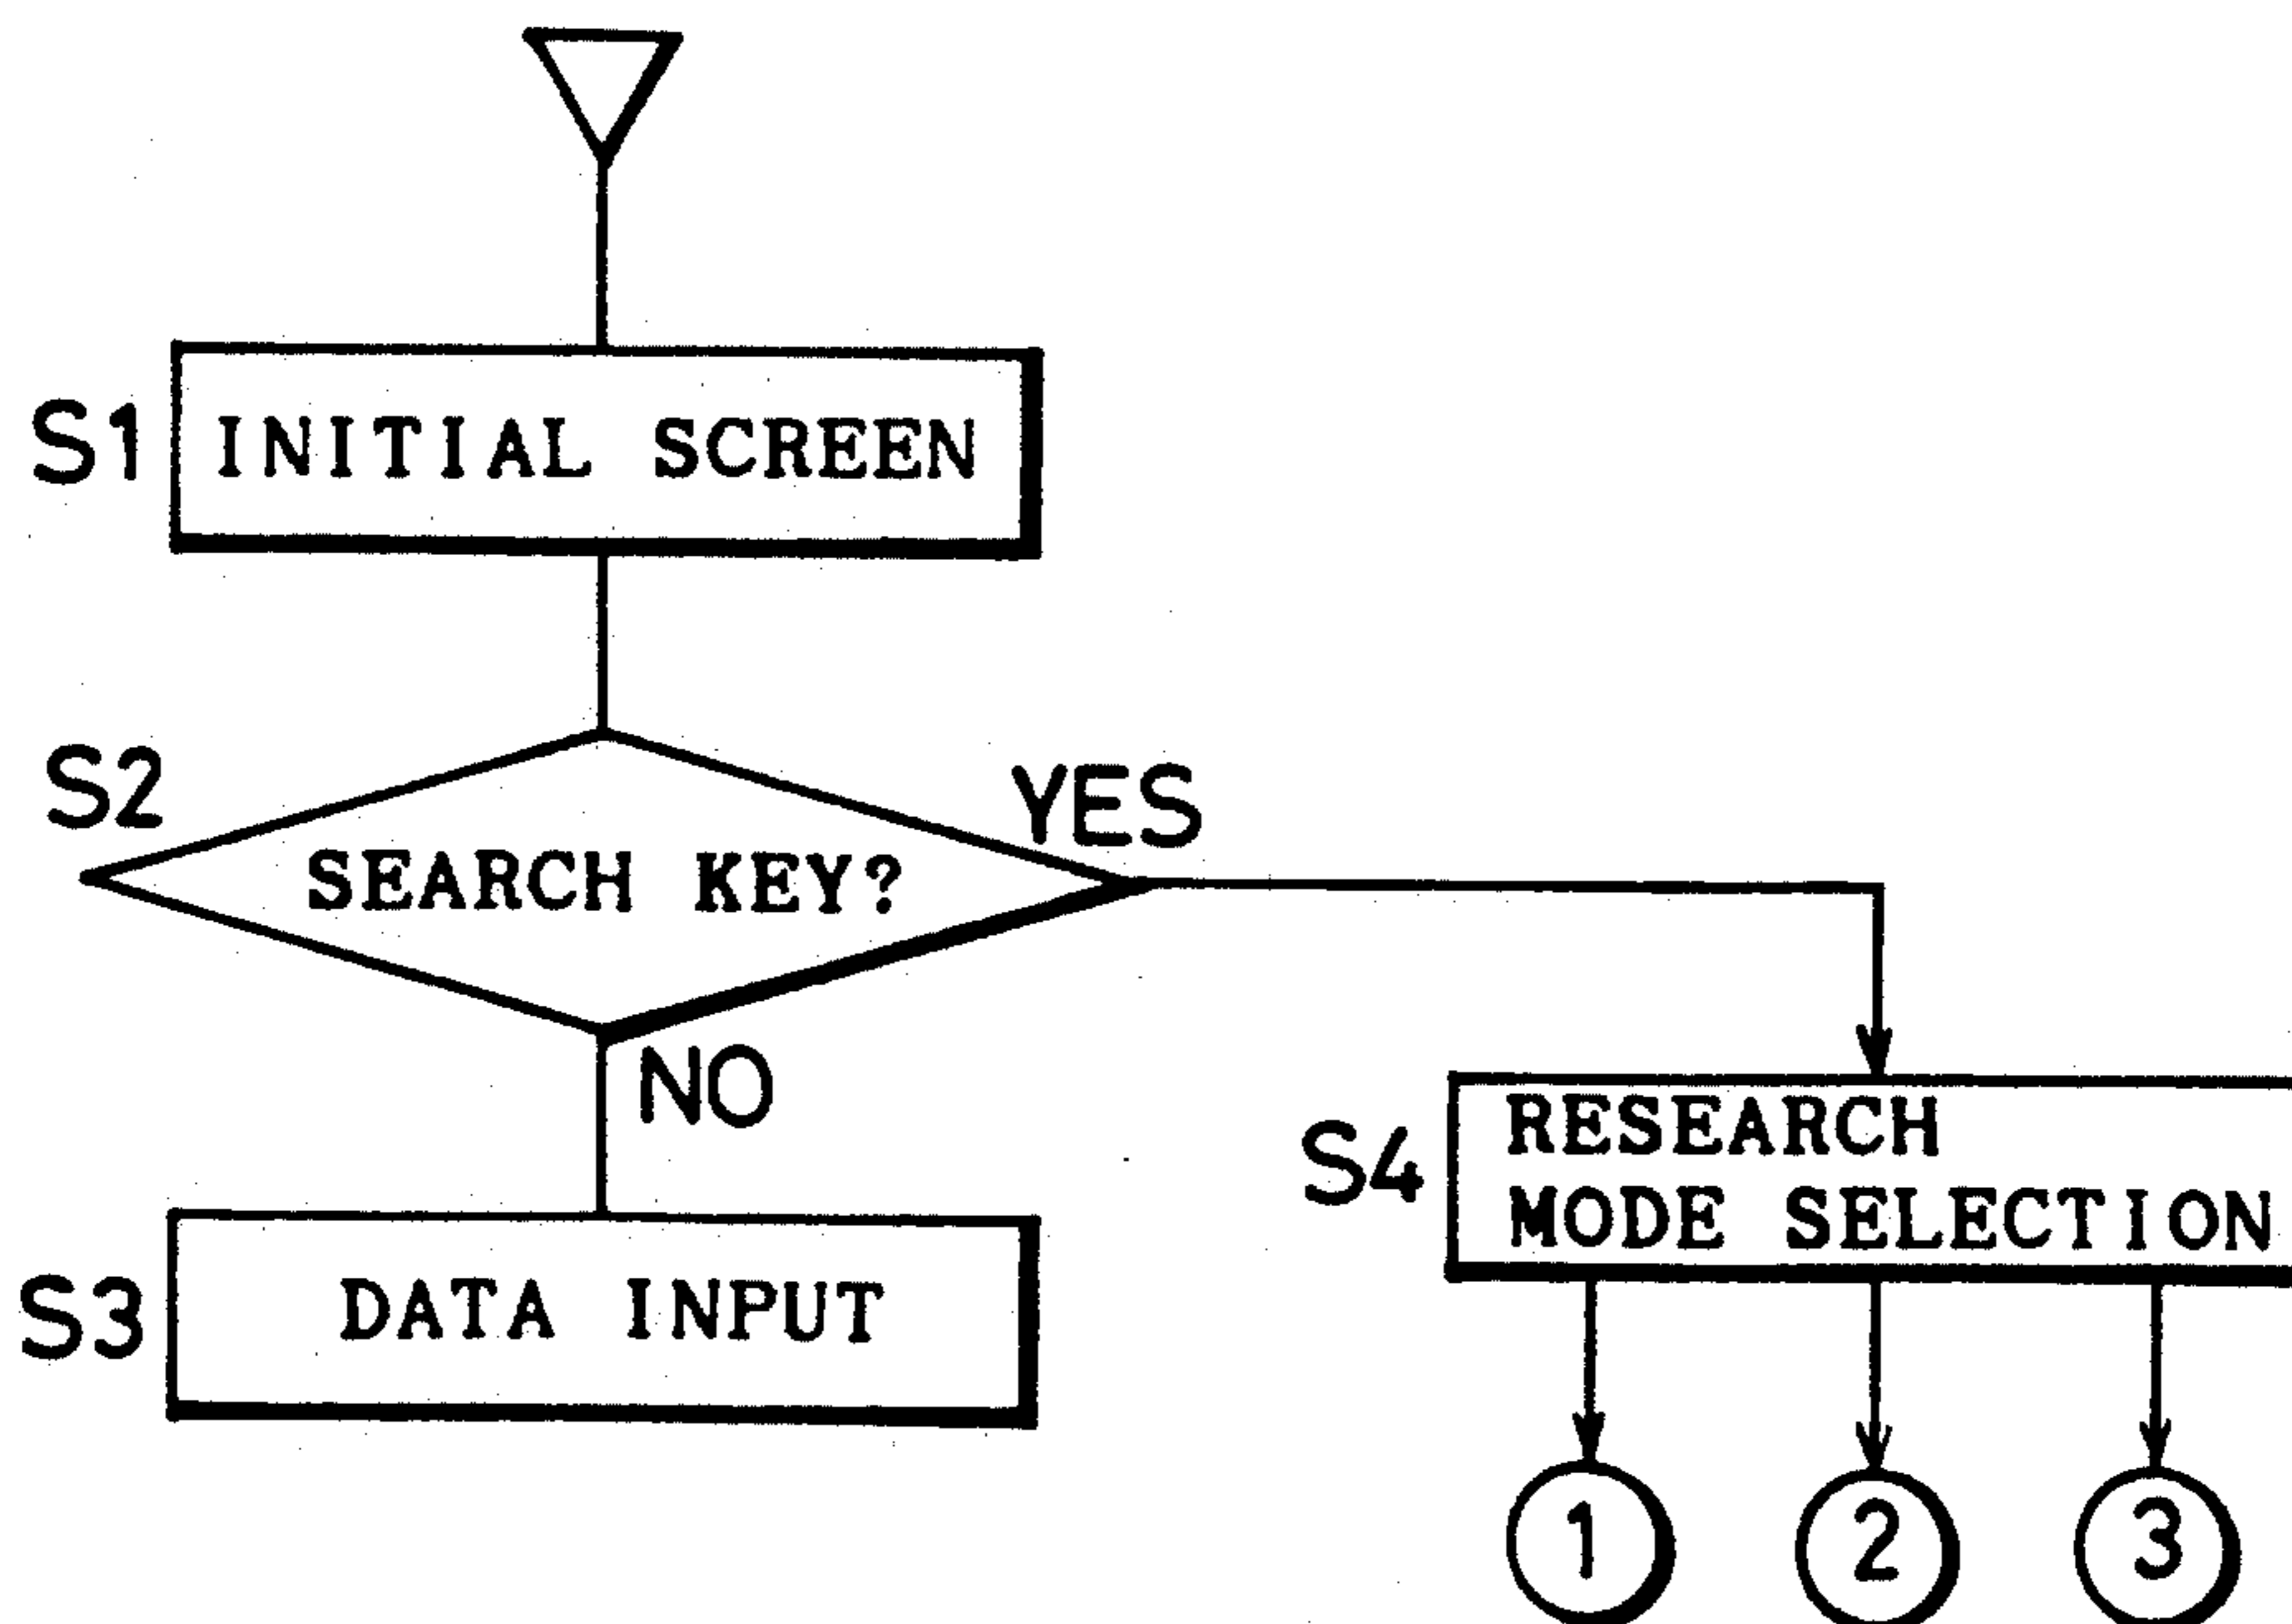 S1 INITIAL SCREEN
S2
YES
SEARCH KEY?
NO
S4 RESEARCH
MODE SELECTION
S3 DATA INPUT
1 2 3